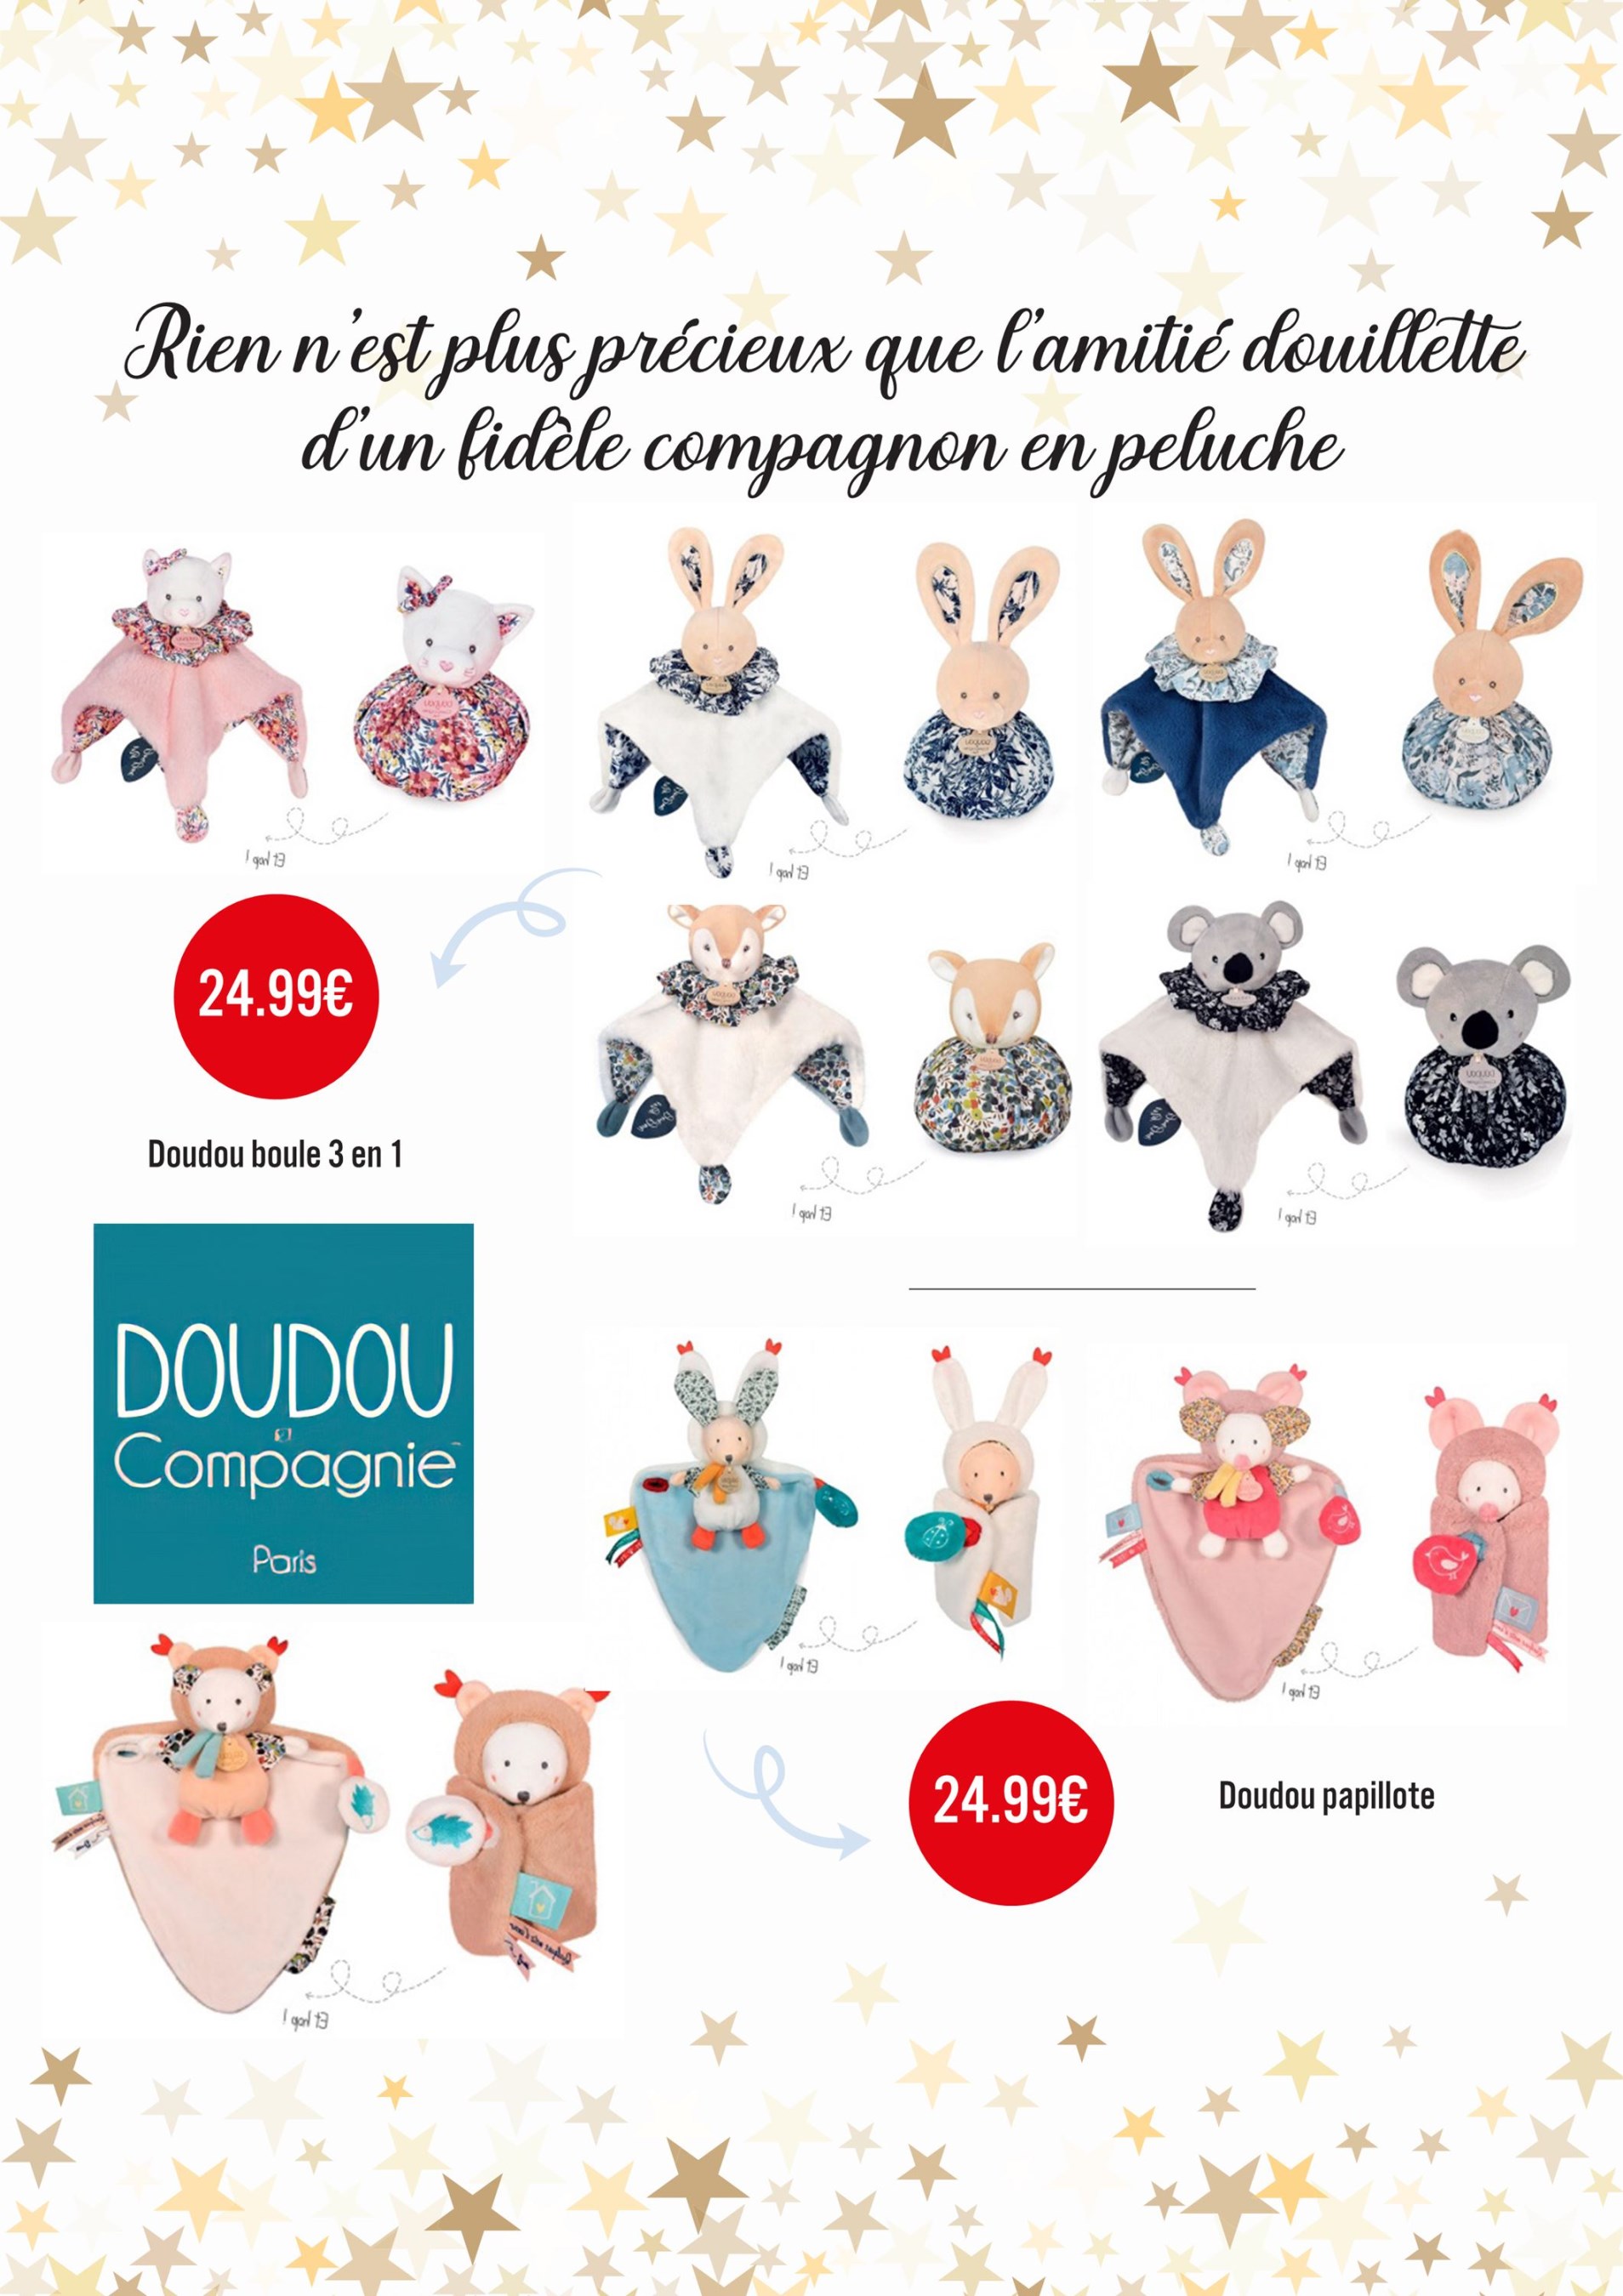 Rien n'est plus précieux que l'amitié douillette
d'un fidèle compagnon en peluche
24.99€
Doudou boule 3 en 1
DOUDOU
et
Compagnie
Paris
24.99€
Doudou papillote